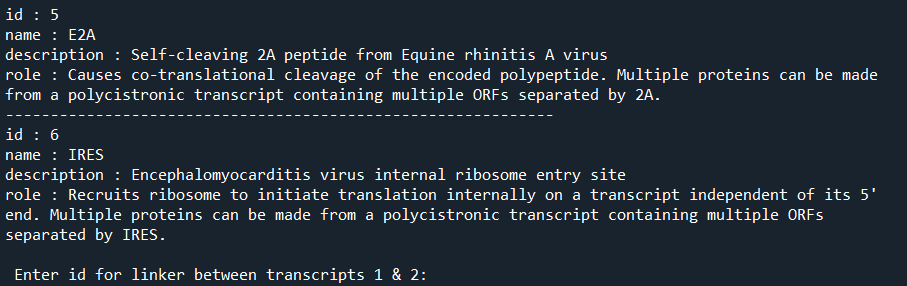 id : 5
name : E2A
description : Self-cleaving 2A peptide from Equine rhinitis A virus
role : Causes co-translational cleavage of the encoded polypeptide. Multiple proteins can be made
from a polycistronic transcript containing multiple ORFs separated by 2A.
-------------------------------------------------------------
id : 6
name : IRES
description : Encephalomyocarditis virus internal ribosome entry site
role : Recruits ribosome to initiate translation internally on a transcript independent of its 5'
end. Multiple proteins can be made from a polycistronic transcript containing multiple ORFs
separated by IRES.
Enter id for linker between transcripts 1 & 2: